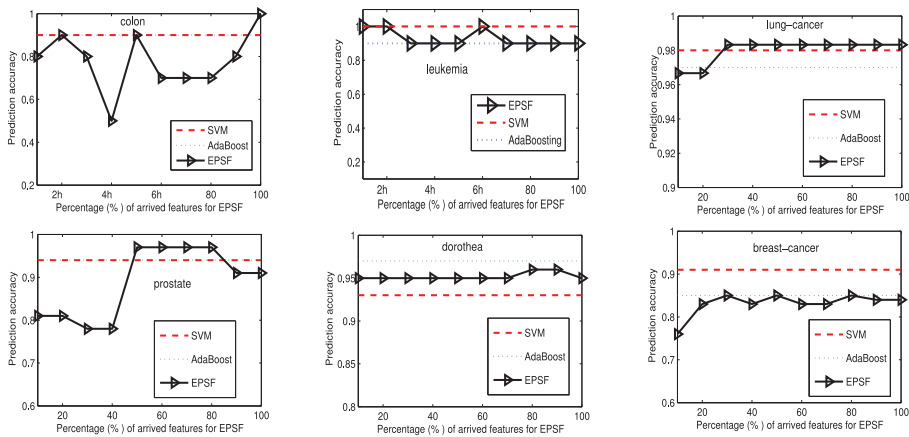 colon
Prediction accuracy
1
0.8
0.6
0.4
0,2
2h 4h 6h 80 100
Percentage (%) of arrived features for EPSF
SVM
AdaBoost
EPSF
leukemia
Prediction accuracy
1
0.8
0.6
0.4
0.2
2h 4h 6h 80 100
Percentage (%) of arrived features for EPSF
EPSF
SVM
AdaBoosting
lung-cancer
Prediction accuracy
1
0.98
0.96
0.94
0.92
0.9
20 40 60 80 100
Percentage (%) of arrived features for EPSF
SVM
AdaBoost
EPSF
prostate
Prediction accuracy
1
0.9
0.8
0.7
0.6
20 40 60 80 100
Percentage (%) of arrived features for EPSF
SVM
AdaBoost
EPSF
dorothea
Prediction accuracy
1
0.95
0.9
0.85
0.8
20 40 60 80 100
Percentage (%) of arrived features for EPSF
SVM
AdaBoost
EPSF
breast-cancer
Prediction accuracy
1
0.9
0.8
0.7
0.6
20 40 60 80 100
Percentage (%) of arrived features for EPSF
SVM
AdaBoost
EPSF